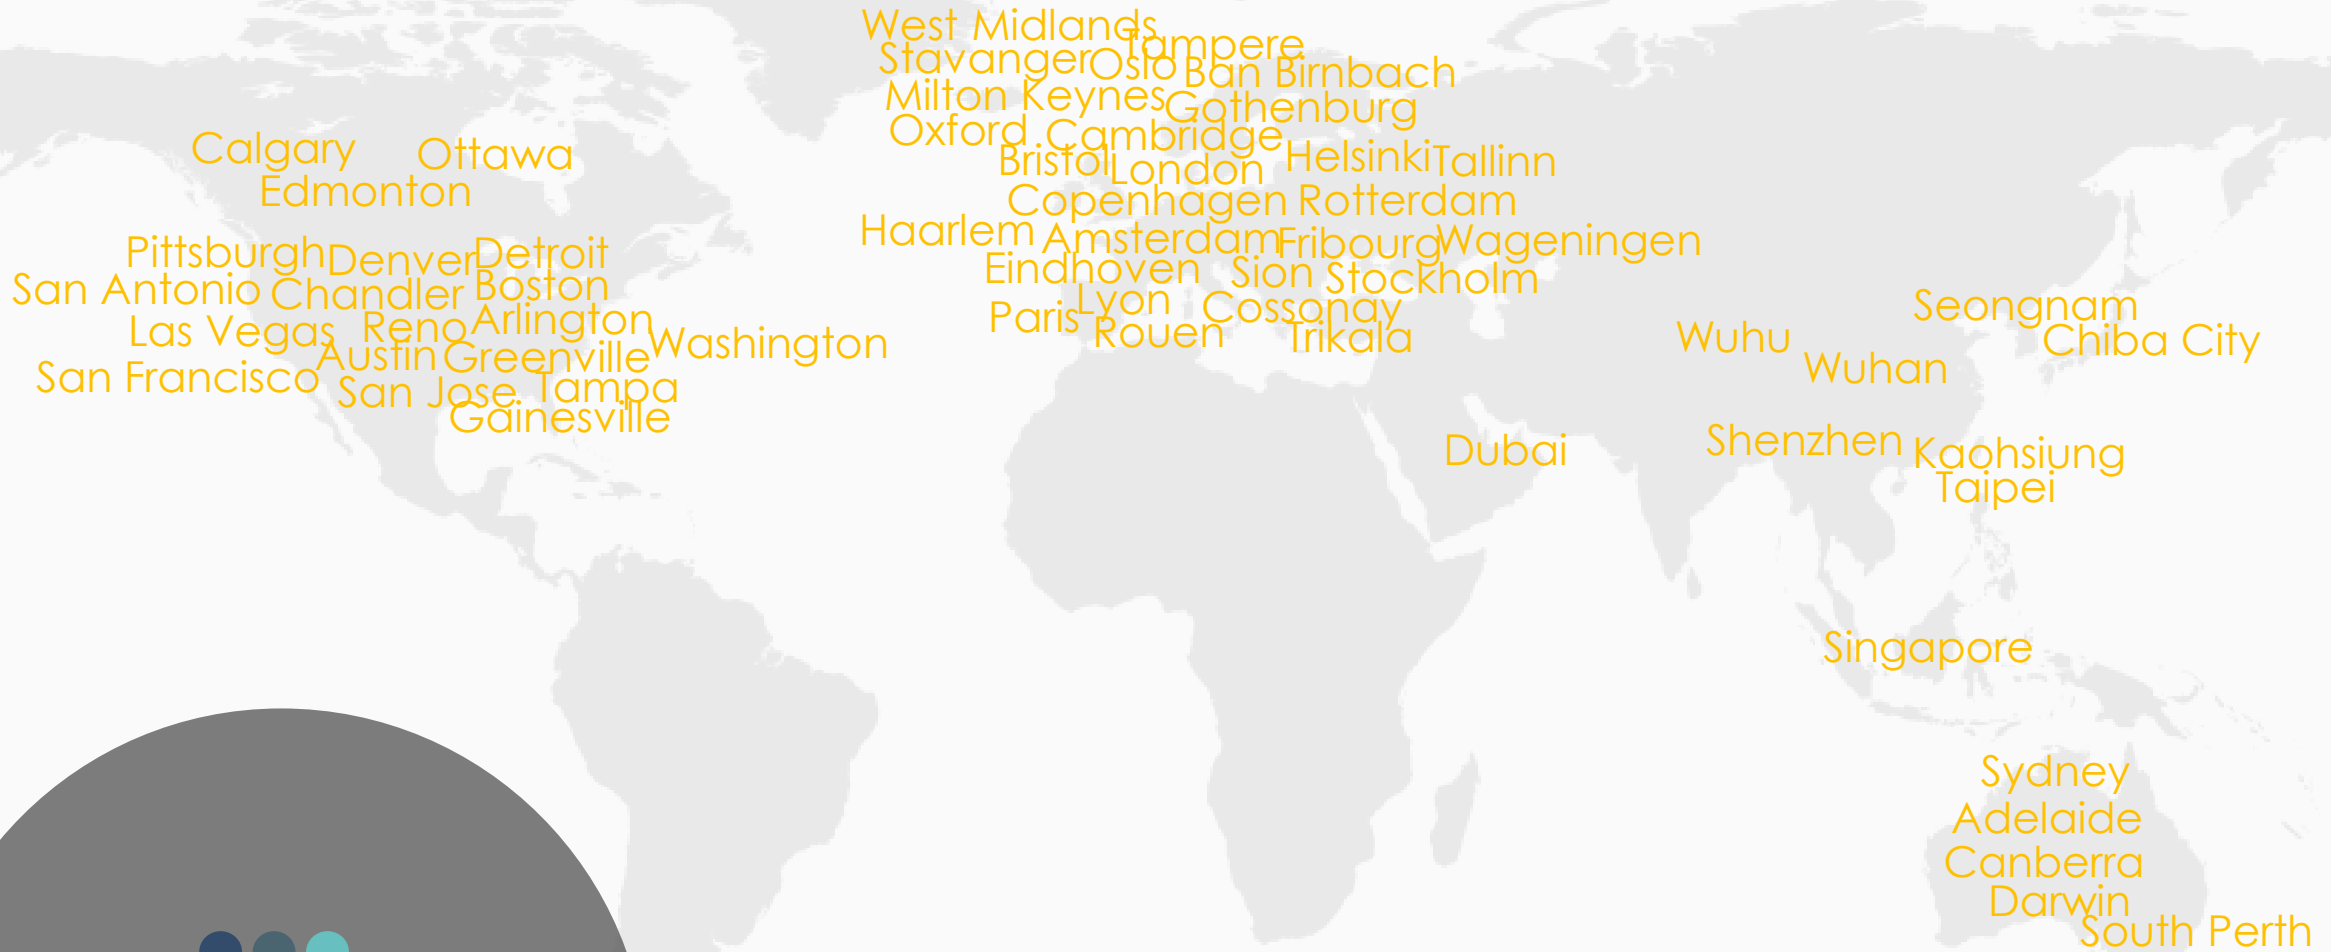 West Midlands
Tampere
Stavanger
Oslo
Ban Birnbach
Milton Keynes
Gothenburg
Oxford
Cambridge
Bristol
London
Helsinki
Tallinn
Copenhagen
Rotterdam
Haarlem
Amsterdam
Fribourg
Wageningen
Eindhoven
Sion
Stockholm
Lyon
Cossonay
Paris
Rouen
Trikala
Calgary
Ottawa
Edmonton
Pittsburgh
Denver
Detroit
San Antonio
Chandler
Boston
Las Vegas
Reno
Arlington
Washington
Austin
Greenville
San Francisco
San Jose
Tampa
Gainesville
Seongnam
Wuhu
Chiba City
Wuhan
Dubai
Shenzhen
Kaohsiung
Taipei
Singapore
Sydney
Adelaide
Canberra
Darwin
South Perth